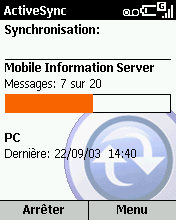 ActiveSync
Synchronisation:
Mobile Information Server
Messages: 7 sur 20
PC
Dernière: 22/09/03 14:40
Arrêter Menu